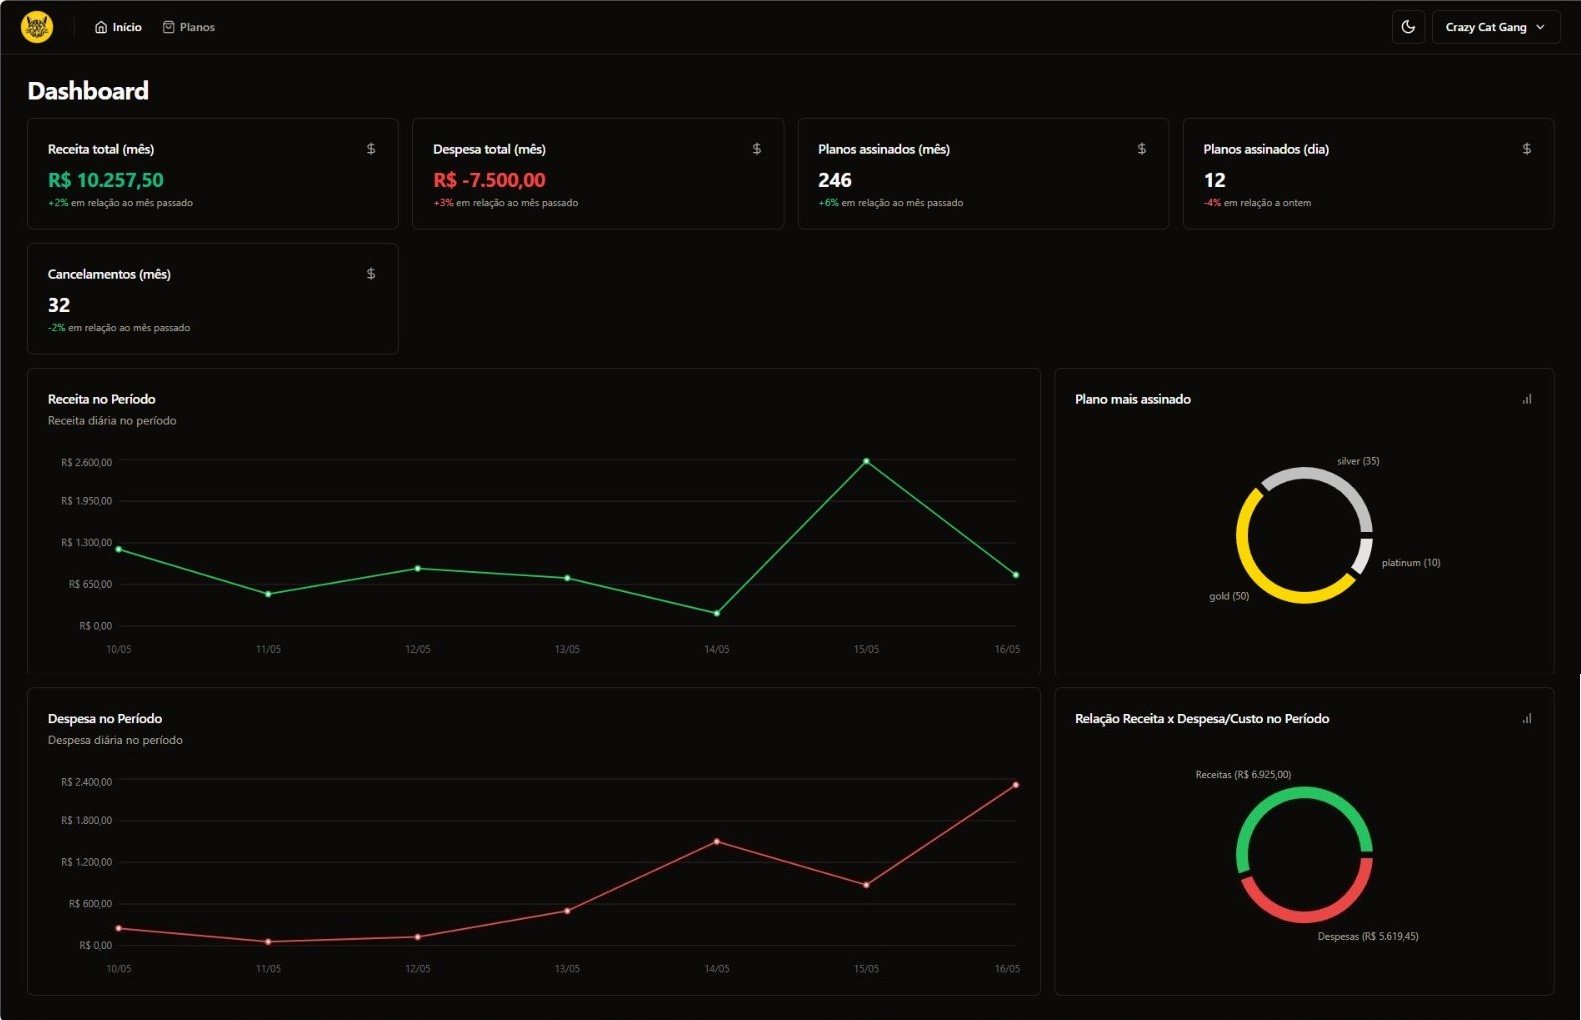 Início
Planos
Crazy Cat Gang
Dashboard
Receita total (mês)
$
R$ 10.257,50
+2% em relação ao mês passado
Despesa total (mês)
$
R$ -7.500,00
+3% em relação ao mês passado
Planos assinados (mês)
$
246
+6% em relação ao mês passado
Planos assinados (dia)
$
12
-4% em relação a ontem
Cancelamentos (mês)
$
32
-2% em relação ao mês passado
Receita no Período
Receita diária no período
R$ 2.600,00
R$ 1.950,00
R$ 1.300,00
R$ 650,00
R$ 0,00
10/05
11/05
12/05
13/05
14/05
15/05
16/05
Plano mais assinado
silver (35)
platinum (10)
gold (50)
Despesa no Período
Despesa diária no período
R$ 2.400,00
R$ 1.800,00
R$ 1.200,00
R$ 600,00
R$ 0,00
10/05
11/05
12/05
13/05
14/05
15/05
16/05
Relação Receita x Despesa/Custo no Período
Receitas (R$ 6.925,00)
Despesas (R$ 5.619,45)